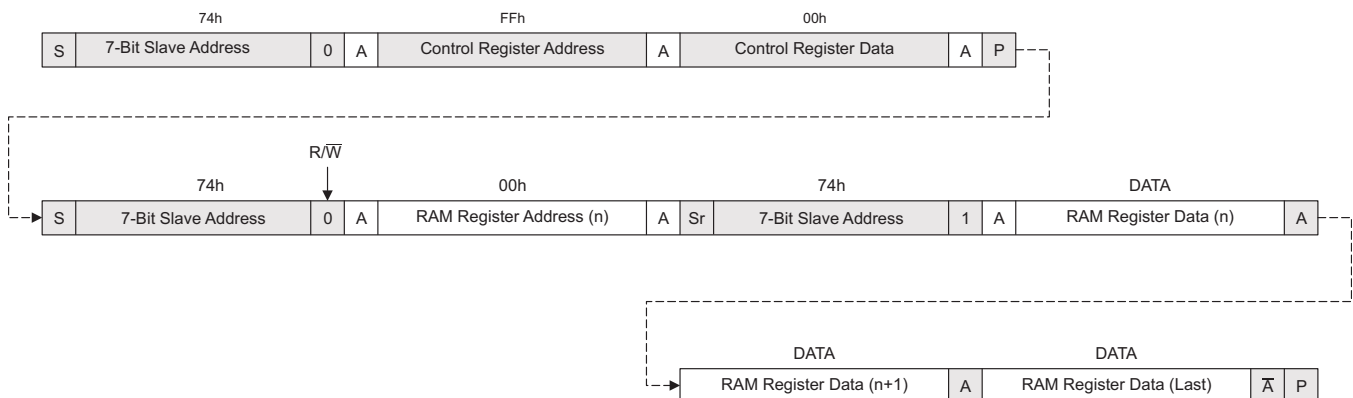 74h FFh 00h
S 7-Bit Slave Address 0 A Control Register Address A Control Register Data A P
R/W̅
74h 00h 74h DATA
S 7-Bit Slave Address 0 A RAM Register Address (n) A Sr 7-Bit Slave Address 1 A RAM Register Data (n) A
DATA DATA
RAM Register Data (n+1) A RAM Register Data (Last) A̅ P